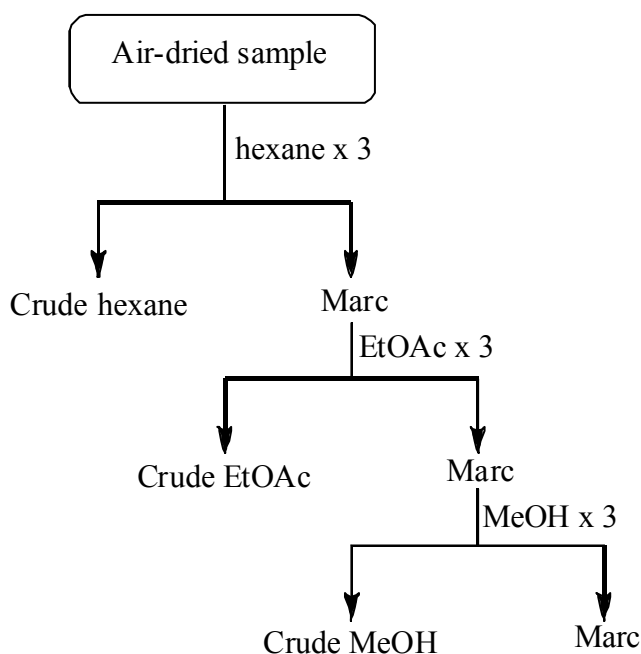 Air-dried sample
hexane x 3
Crude hexane
Marc
EtOAc x 3
Crude EtOAc
Marc
MeOH x 3
Crude MeOH
Marc